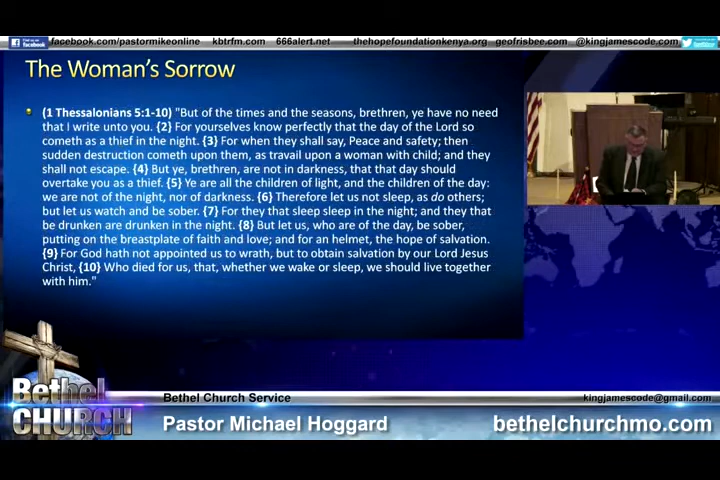 Find us on facebook
facebook.com/pastormikeonline kbtrfm.com 666alert.net thehopefoundationkenya.org geofrisbee.com @kingjamescode.com twitter
The Woman's Sorrow
(1 Thessalonians 5:1-10) "But of the times and the seasons, brethren, ye have no need
that I write unto you. {2} For yourselves know perfectly that the day of the Lord so
cometh as a thief in the night. {3} For when they shall say, Peace and safety; then
sudden destruction cometh upon them, as travail upon a woman with child; and they
shall not escape. {4} But ye, brethren, are not in darkness, that that day should
overtake you as a thief. {5} Ye are all the children of light, and the children of the day:
we are not of the night, nor of darkness. {6} Therefore let us not sleep, as do others;
but let us watch and be sober. {7} For they that sleep sleep in the night; and they that
be drunken are drunken in the night. {8} But let us, who are of the day, be sober,
putting on the breastplate of faith and love; and for an helmet, the hope of salvation.
{9} For God hath not appointed us to wrath, but to obtain salvation by our Lord Jesus
Christ, {10} Who died for us, that, whether we wake or sleep, we should live together
with him."
Bethel
CHURCH
Bethel Church Service kingjamescode@gmail.com
Pastor Michael Hoggard bethelchurchmo.com